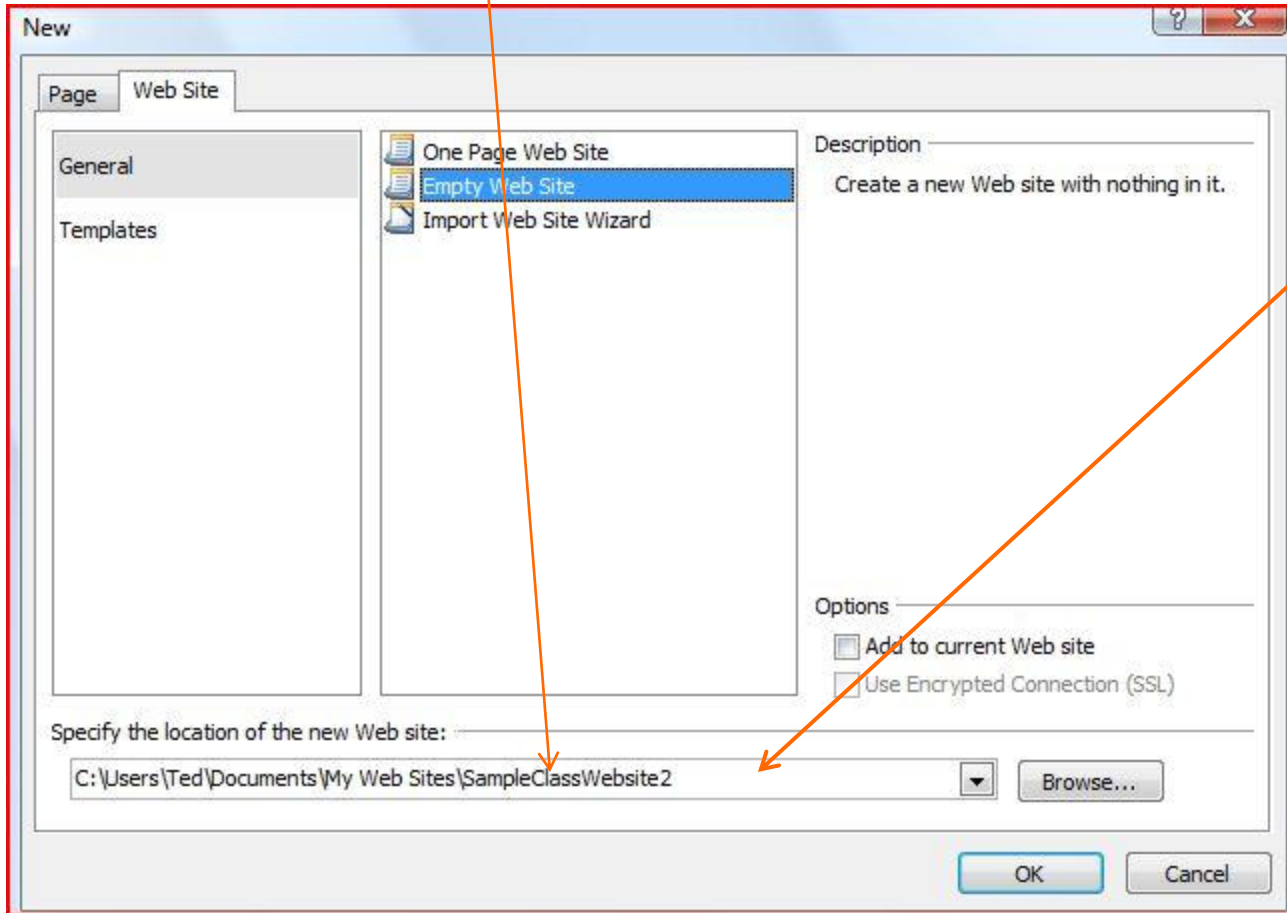 New
?
X
Page
Web Site
General
Templates
One Page Web Site
Empty Web Site
Import Web Site Wizard
Description
Create a new Web site with nothing in it.
Options
Add to current Web site
Use Encrypted Connection (SSL)
Specify the location of the new Web site:
C:\Users\Ted\Documents\My Web Sites\SampleClassWebsite2
Browse...
OK
Cancel